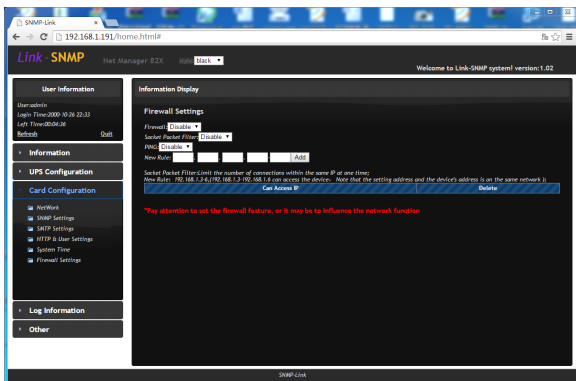 SNMP-Link
192.168.1.191/home.html#
Link - SNMP Net Manager 82X black
Welcome to Link-SNMP system! version:1.02
User Information
User:admin
Login Time:2000-10-26 22:33
Left Time:00:04:36
Refresh Quit
Information
UPS Configuration
Card Configuration
NetWork
SNMP Settings
SMTP Settings
HTTP & User Settings
System Time
Firewall Settings
Log Information
Other
Information Display
Firewall Settings
Firewall: Disable
Socket Packet Filter: Disable
PING: Disable
New Rule: . . . - Add
Socket Packet Filter:Limit the number of connections within the same IP at one time;
New Rule: 192.168.1.3-6,(192.168.1.3-192.168.1.6 can access the device. Note that the setting address and the device's address is on the same network );
Can Access IP Delete
*Pay attention to set the firewall feature, or it may be to influence the network function
SNMP-Link